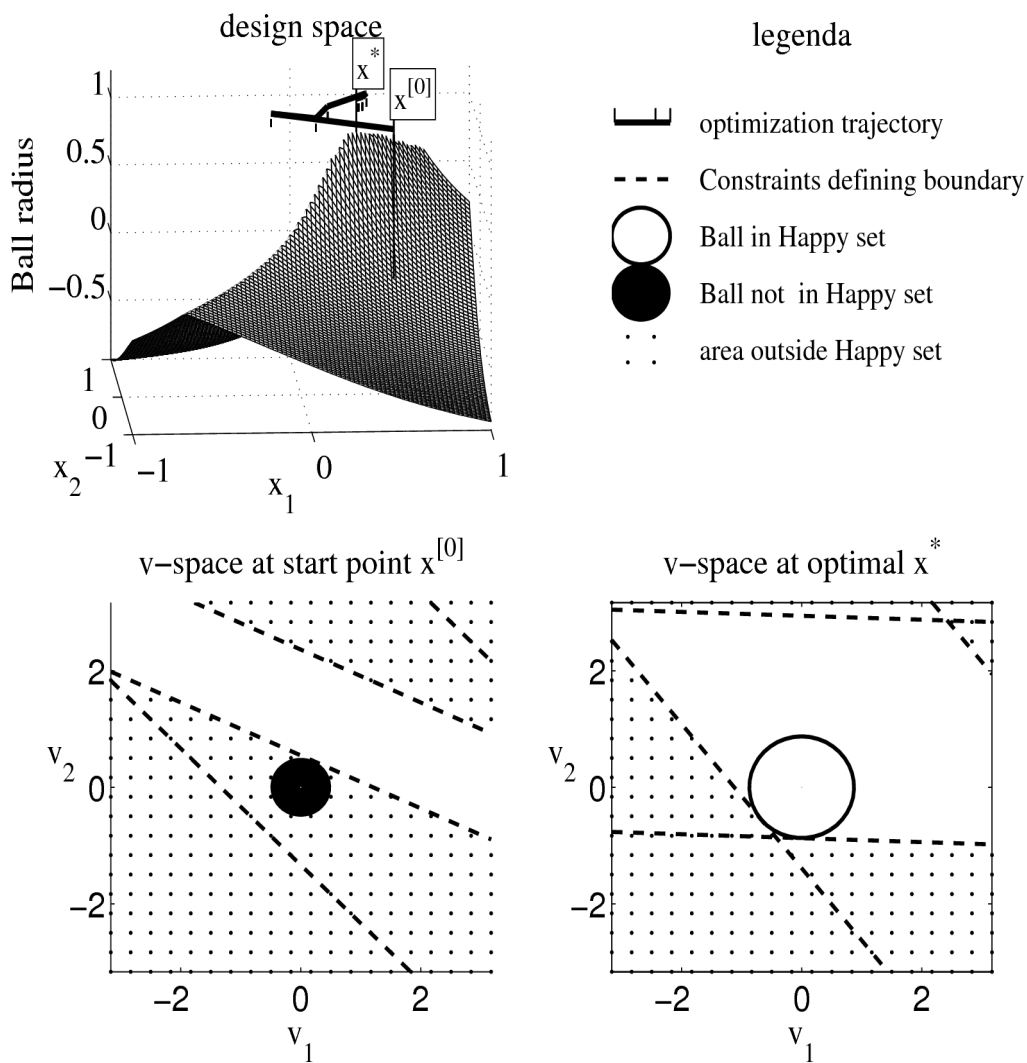 design space
legenda
x*
x[0]
1
0.5
0
−0.5
Ball radius
1
0
−1
x2
−1
0
1
x1
optimization trajectory
Constraints defining boundary
Ball in Happy set
Ball not in Happy set
area outside Happy set
v−space at start point x[0]
v−space at optimal x*
2
0
−2
v2
−2
0
2
v1
2
0
−2
v2
−2
0
2
v1